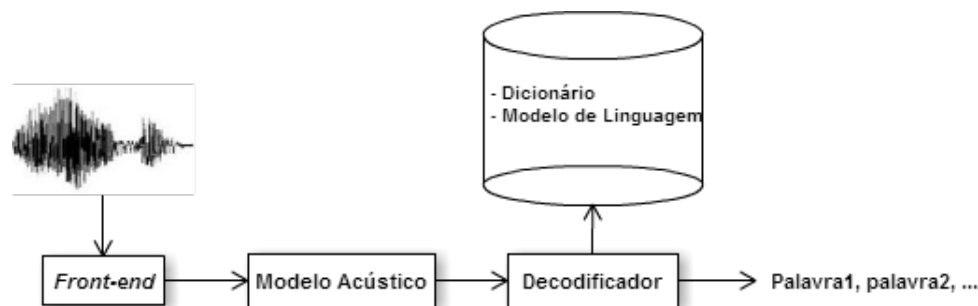 - Dicionário
- Modelo de Linguagem
Front-end
Modelo Acústico
Decodificador
Palavra1, palavra2, ...